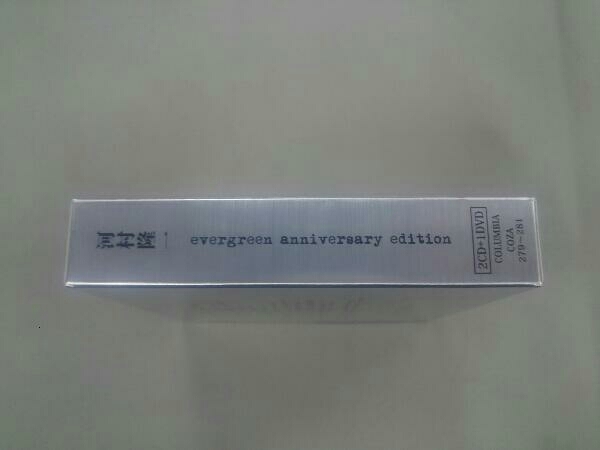 河村隆一
evergreen anniversary edition
2CD+1DVD
COLUMBIA
COZA
279~281